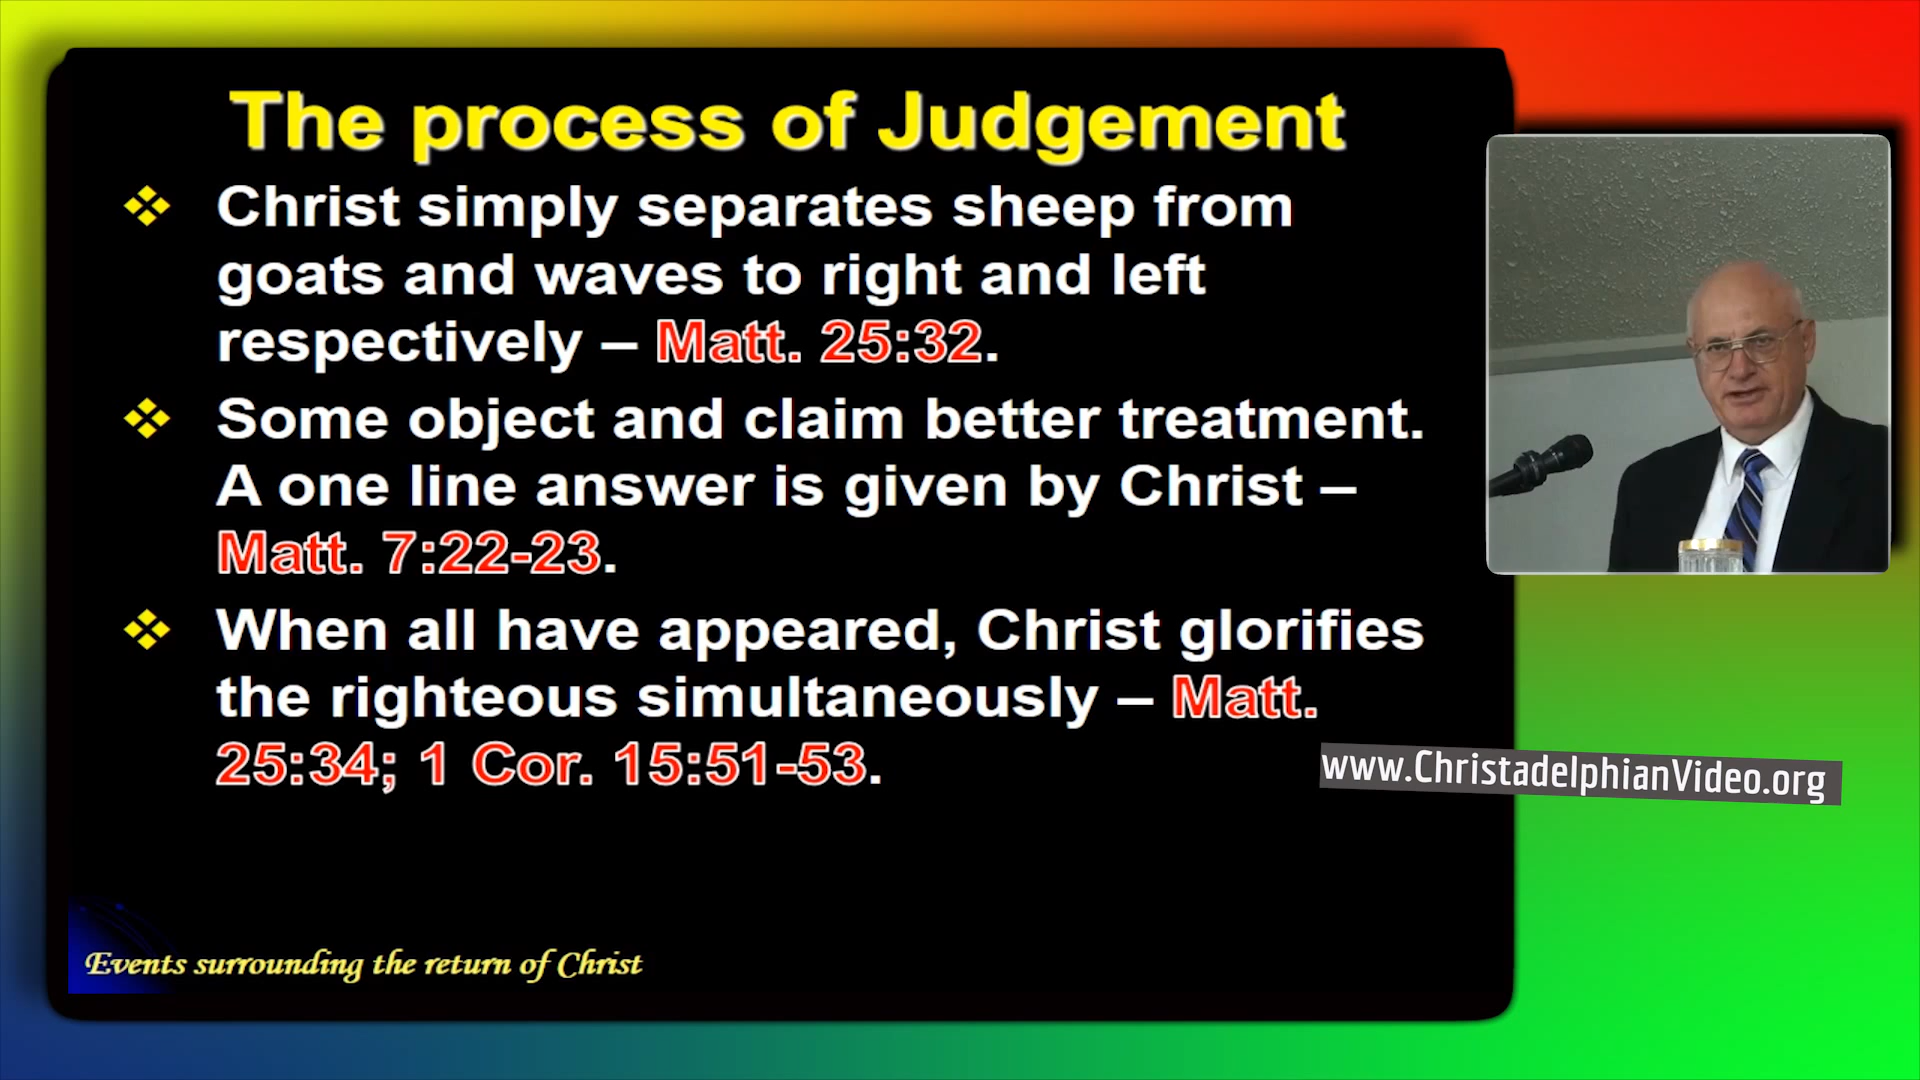 The process of Judgement
Christ simply separates sheep from
goats and waves to right and left
respectively – Matt. 25:32.
Some object and claim better treatment.
A one line answer is given by Christ –
Matt. 7:22-23.
When all have appeared, Christ glorifies
the righteous simultaneously – Matt.
25:34; 1 Cor. 15:51-53.
www.ChristadelphianVideo.org
Events surrounding the return of Christ